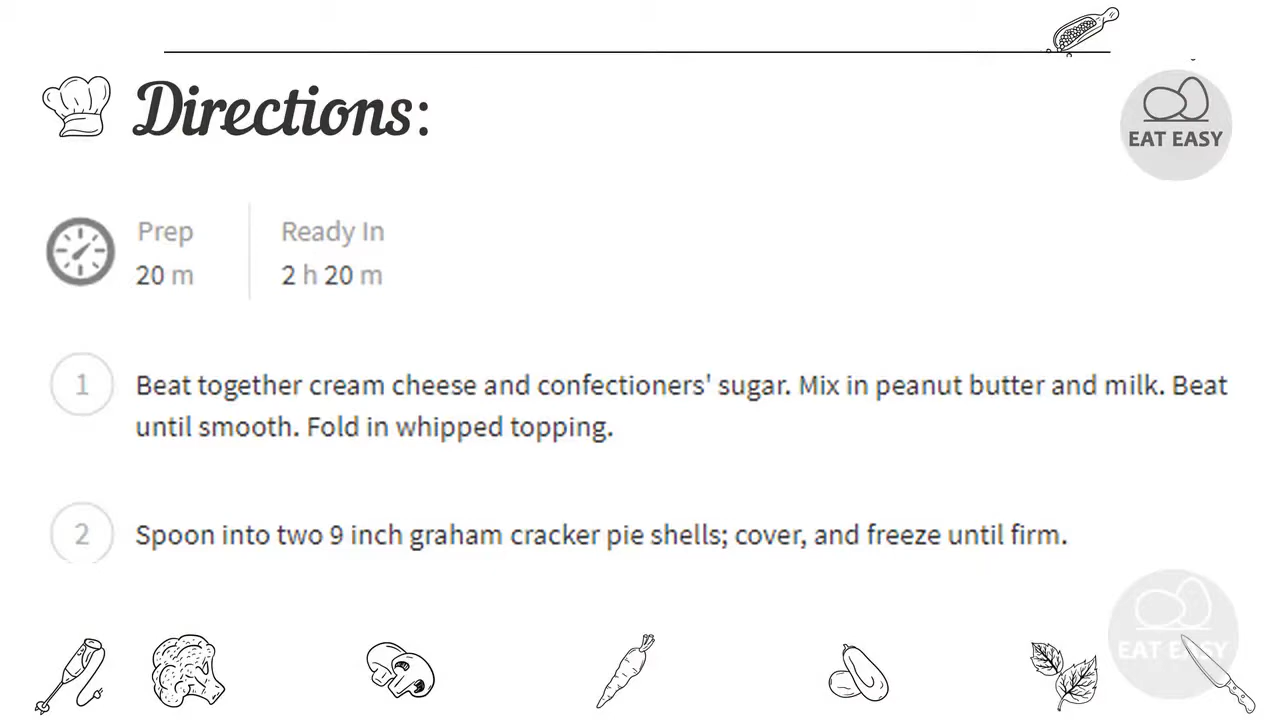 Directions:
EAT EASY
Prep
Ready In
20 m
2 h 20 m
1
Beat together cream cheese and confectioners' sugar. Mix in peanut butter and milk. Beat
until smooth. Fold in whipped topping.
2
Spoon into two 9 inch graham cracker pie shells; cover, and freeze until firm.
EAT EASY